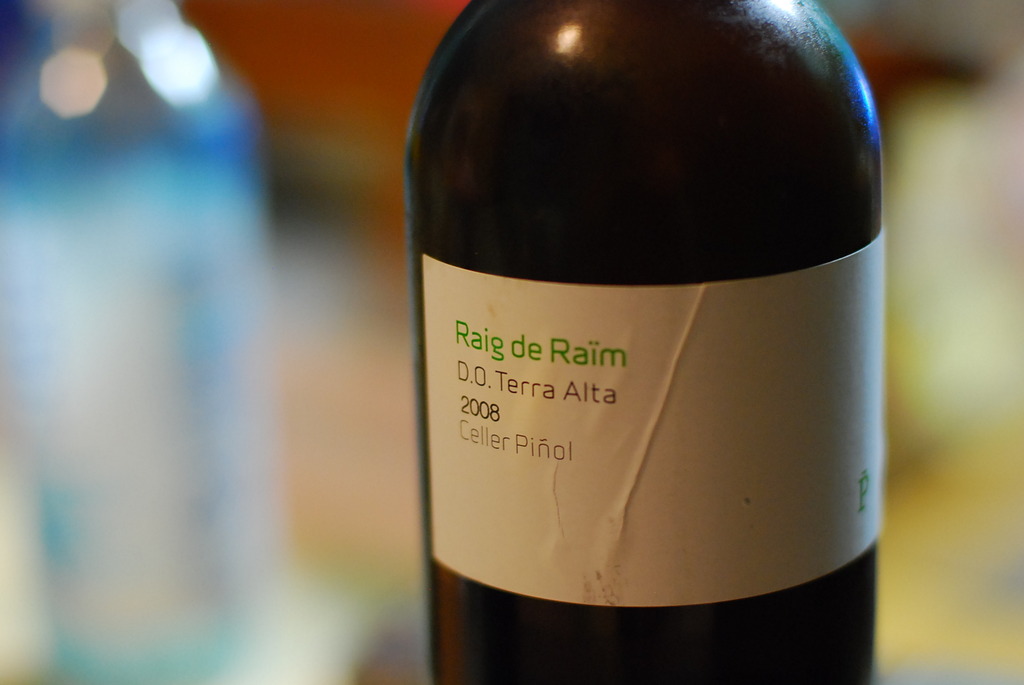 Raig de Raïm
D.O. Terra Alta
2008
Celler Piñol
P̃